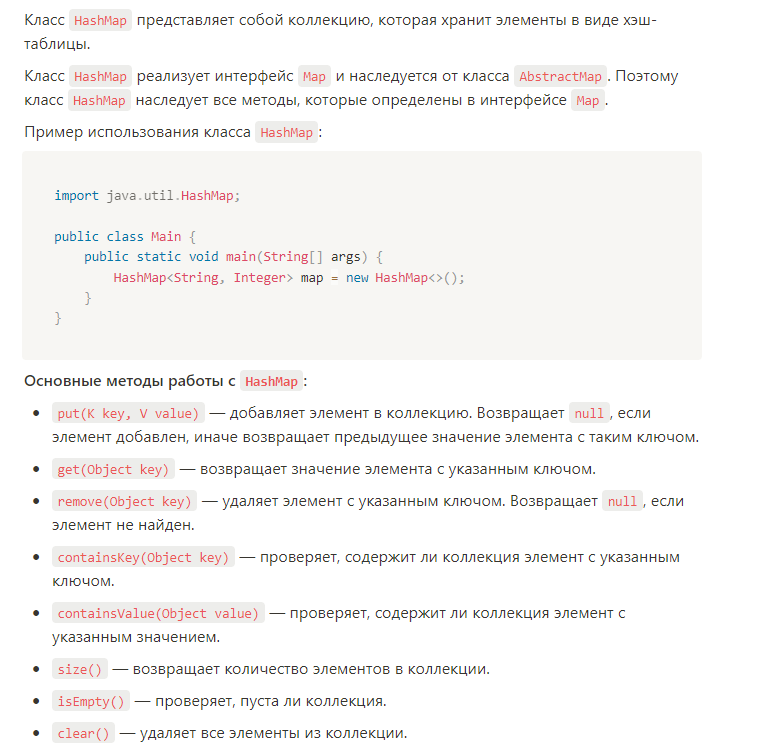 Класс HashMap представляет собой коллекцию, которая хранит элементы в виде хэш-
таблицы.
Класс HashMap реализует интерфейс Map и наследуется от класса AbstractMap. Поэтому
класс HashMap наследует все методы, которые определены в интерфейсе Map.
Пример использования класса HashMap:
import java.util.HashMap;
public class Main {
    public static void main(String[] args) {
        HashMap<String, Integer> map = new HashMap<>();
    }
}
Основные методы работы с HashMap:
• put(K key, V value) — добавляет элемент в коллекцию. Возвращает null, если
элемент добавлен, иначе возвращает предыдущее значение элемента с таким ключом.
• get(Object key) — возвращает значение элемента с указанным ключом.
• remove(Object key) — удаляет элемент с указанным ключом. Возвращает null, если
элемент не найден.
• containsKey(Object key) — проверяет, содержит ли коллекция элемент с указанным
ключом.
• containsValue(Object value) — проверяет, содержит ли коллекция элемент с
указанным значением.
• size() — возвращает количество элементов в коллекции.
• isEmpty() — проверяет, пуста ли коллекция.
• clear() — удаляет все элементы из коллекции.